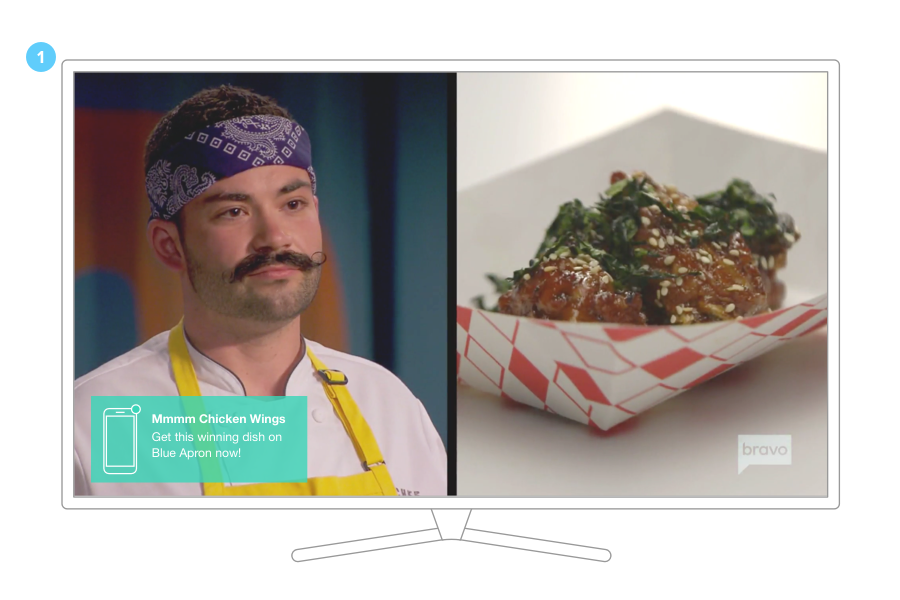 1
Mmmm Chicken Wings
Get this winning dish on
Blue Apron now!
bravo